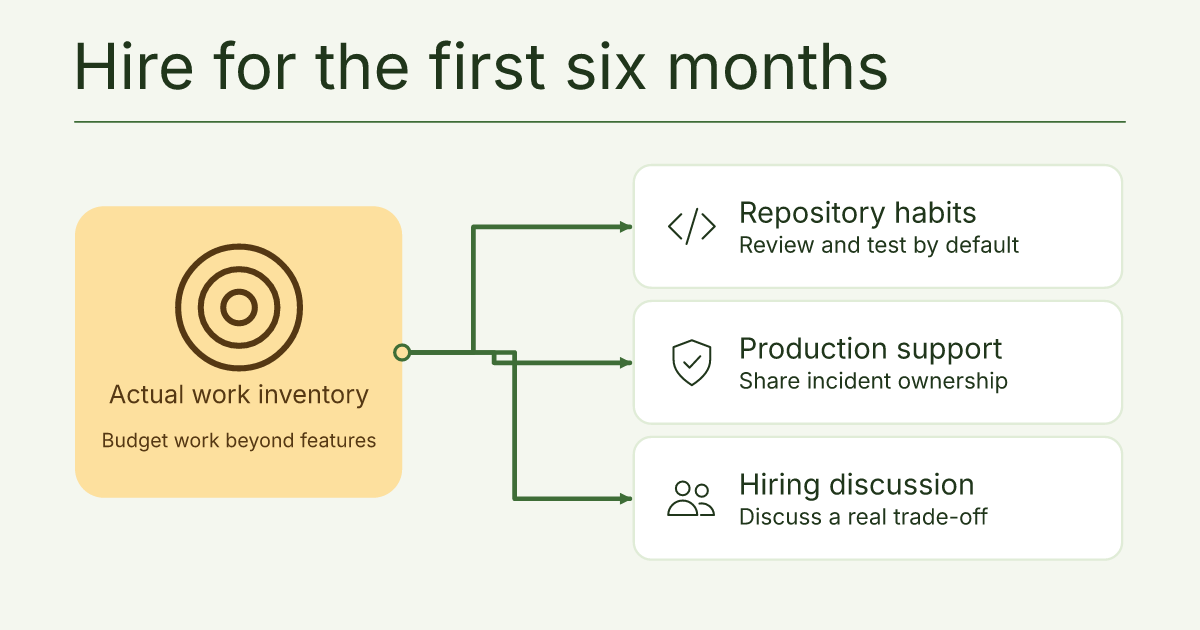 Hire for the first six months
Actual work inventory
Budget work beyond features
Repository habits
Review and test by default
Production support
Share incident ownership
Hiring discussion
Discuss a real trade-off